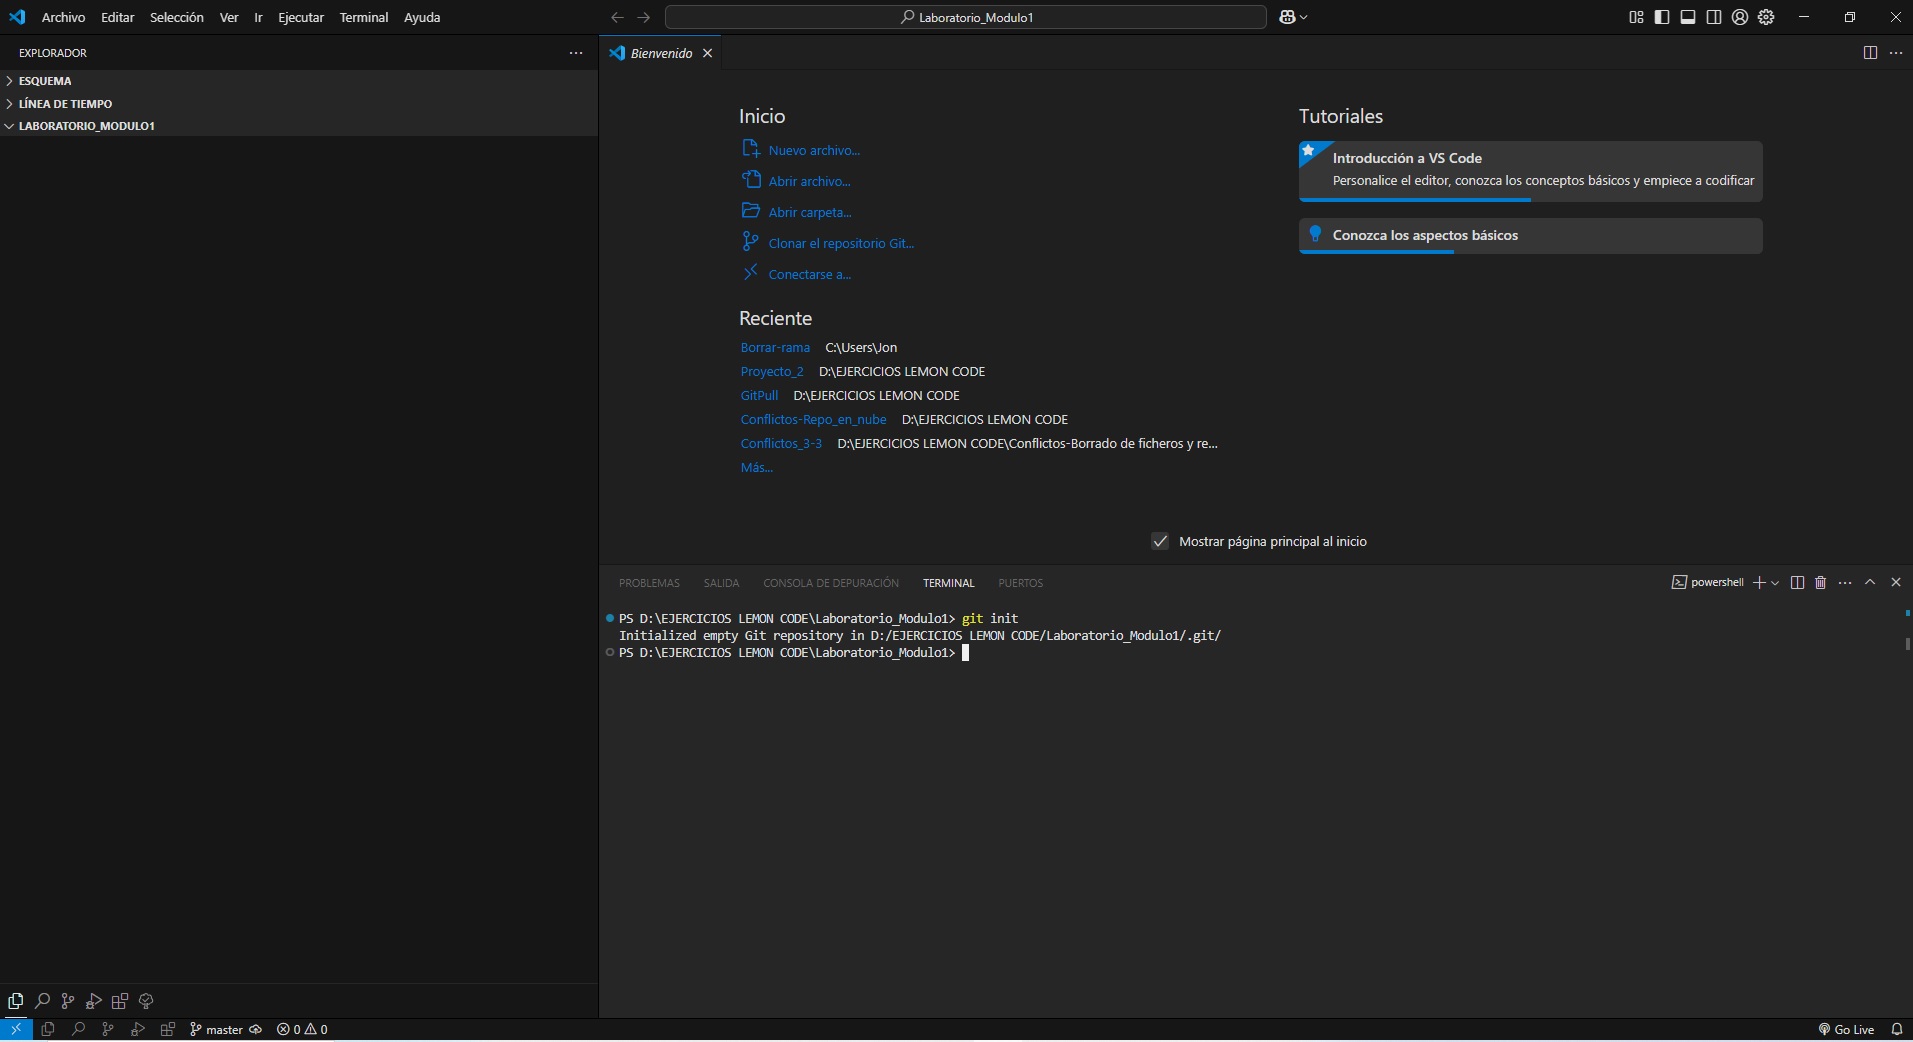 Archivo Editar Selección Ver Ir Ejecutar Terminal Ayuda
Laboratorio_Modulo1
EXPLORADOR
ESQUEMA
LÍNEA DE TIEMPO
LABORATORIO_MODULO1
Bienvenido
Inicio
Nuevo archivo...
Abrir archivo...
Abrir carpeta...
Clonar el repositorio Git...
Conectarse a...
Reciente
Borrar-rama C:\Users\Jon
Proyecto_2 D:\EJERCICIOS LEMON CODE
GitPull D:\EJERCICIOS LEMON CODE
Conflictos-Repo_en_nube D:\EJERCICIOS LEMON CODE
Conflictos_3-3 D:\EJERCICIOS LEMON CODE\Conflictos-Borrado de ficheros y re...
Más...
Tutoriales
Introducción a VS Code
Personalice el editor, conozca los conceptos básicos y empiece a codificar
Conozca los aspectos básicos
Mostrar página principal al inicio
PROBLEMAS SALIDA CONSOLA DE DEPURACIÓN TERMINAL PUERTOS
powershell
PS D:\EJERCICIOS LEMON CODE\Laboratorio_Modulo1> git init
Initialized empty Git repository in D:/EJERCICIOS LEMON CODE/Laboratorio_Modulo1/.git/
PS D:\EJERCICIOS LEMON CODE\Laboratorio_Modulo1>
master 0 0
Go Live